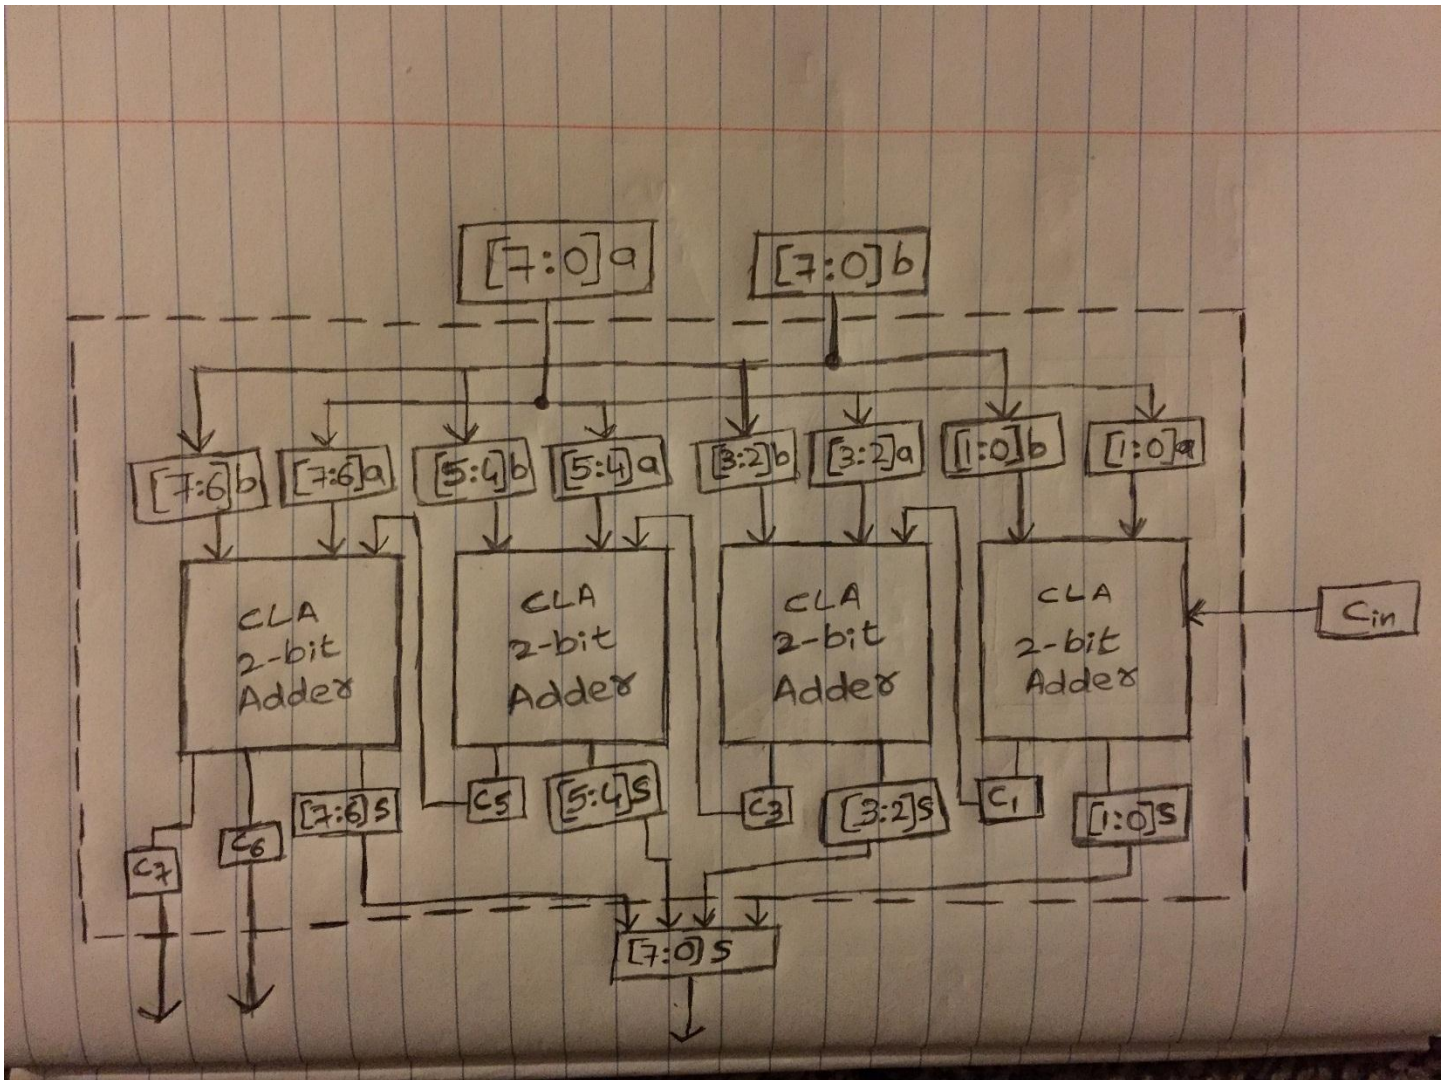 [7:0]a
[7:0]b
[7:6]b
[7:6]a
[5:4]b
[5:4]a
[3:2]b
[3:2]a
[1:0]b
[1:0]a
CLA
2-bit
Adder
CLA
2-bit
Adder
CLA
2-bit
Adder
CLA
2-bit
Adder
Cin
C7
C6
[7:6]s
C5
[5:4]s
C3
[3:2]s
C1
[1:0]s
[7:0]s